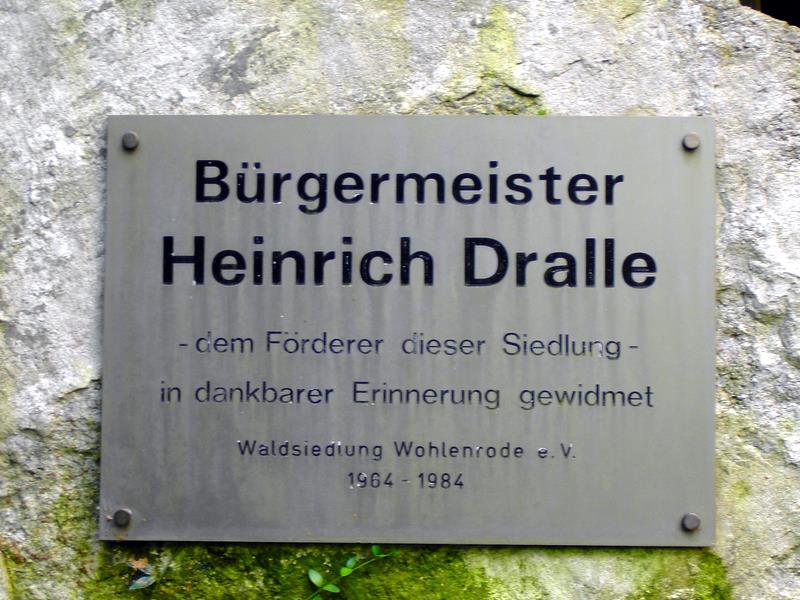 Bürgermeister
Heinrich Dralle
- dem Förderer dieser Siedlung -
in dankbarer Erinnerung gewidmet
Waldsiedlung Wohlenrode e.V.
1964 - 1984